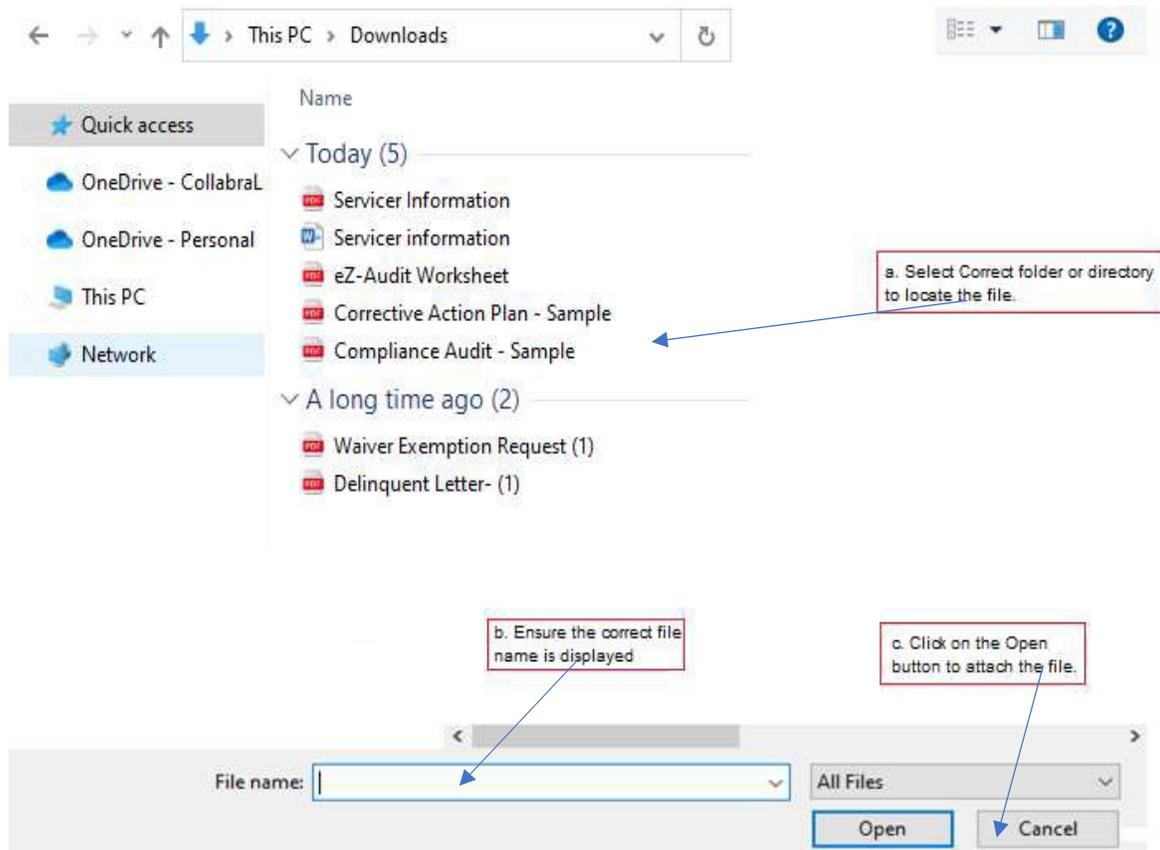 This PC > Downloads
Name
Quick access
Today (5)
OneDrive - CollabraL
Servicer Information
Servicer information
OneDrive - Personal
eZ-Audit Worksheet
a. Select Correct folder or directory
to locate the file.
This PC
Corrective Action Plan - Sample
Network
Compliance Audit - Sample
A long time ago (2)
Waiver Exemption Request (1)
Delinquent Letter- (1)
b. Ensure the correct file
name is displayed
c. Click on the Open
button to attach the file.
File name:
All Files
Open
Cancel